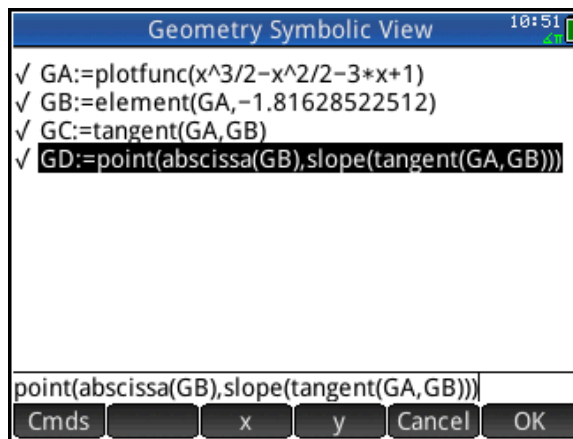 Geometry Symbolic View 10:51
∡π
√ GA:=plotfunc(x^3/2−x^2/2−3*x+1)
√ GB:=element(GA,−1.81628522512)
√ GC:=tangent(GA,GB)
√ GD:=point(abscissa(GB),slope(tangent(GA,GB)))
point(abscissa(GB),slope(tangent(GA,GB)))
Cmds x y Cancel OK